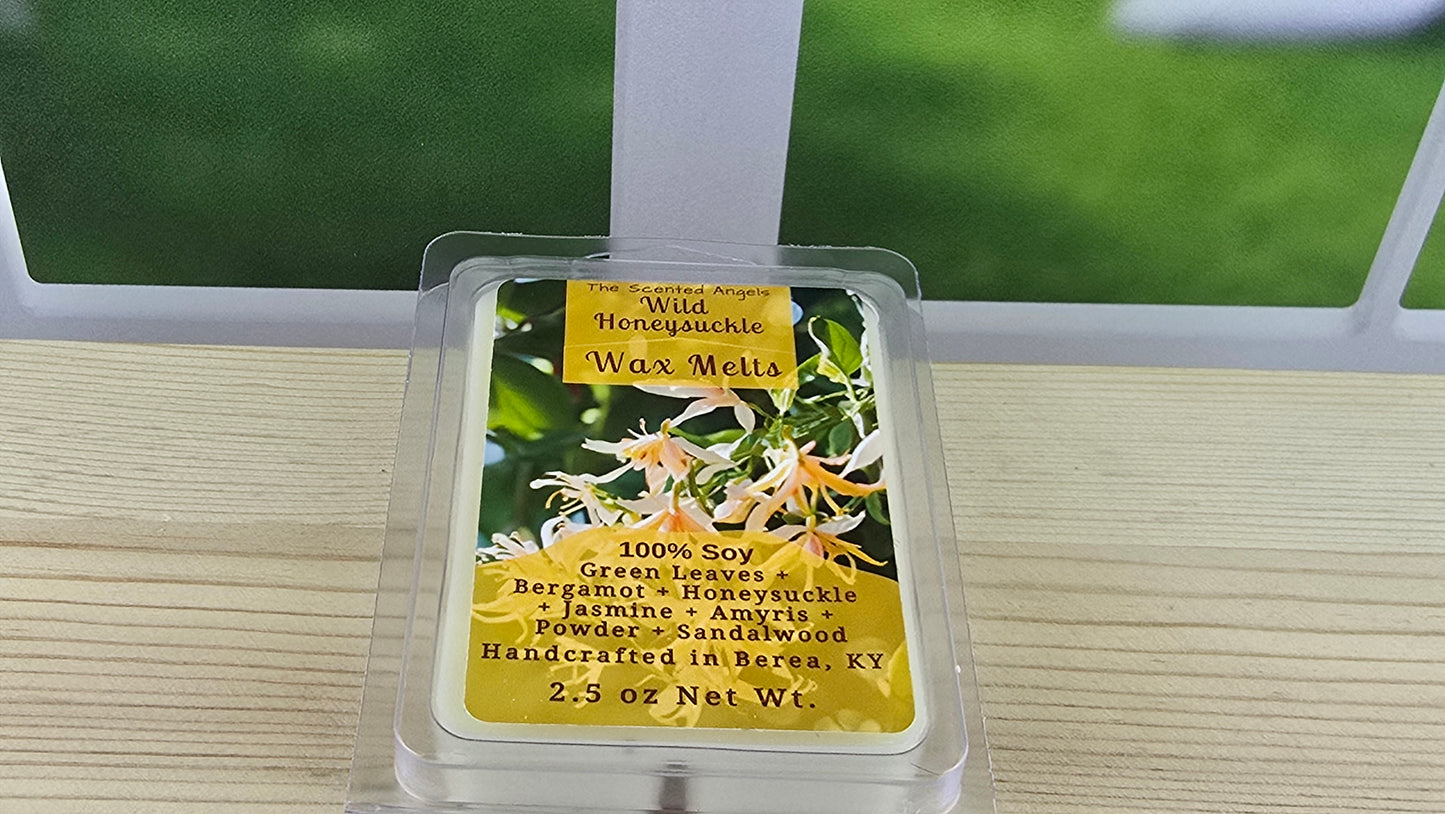 The Scented Angels
Wild
Honeysuckle
Wax Melts
100% Soy
Green Leaves +
Bergamot + Honeysuckle
+ Jasmine + Amyris +
Powder + Sandalwood
Handcrafted in Berea, KY
2.5 oz Net Wt.